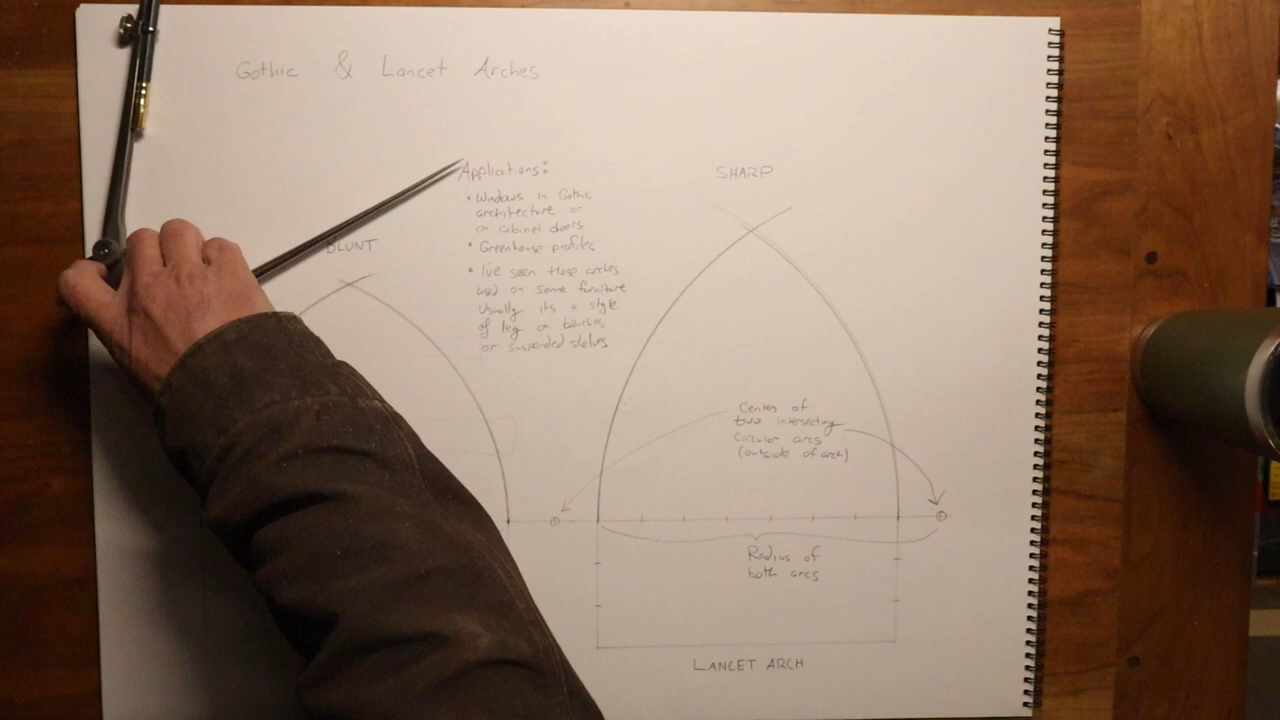 Gothic & Lancet Arches
Applications:
• Windows in Gothic
architecture or
on cabinet doors
• Greenhouse profiles
• I've seen these arches
used on some furniture
Usually its a style
of leg on benches
or suspended shelves
BLUNT
SHARP
Center of
two intersecting
Circular arcs
(outside of arch)
Radius of
both arcs
LANCET ARCH